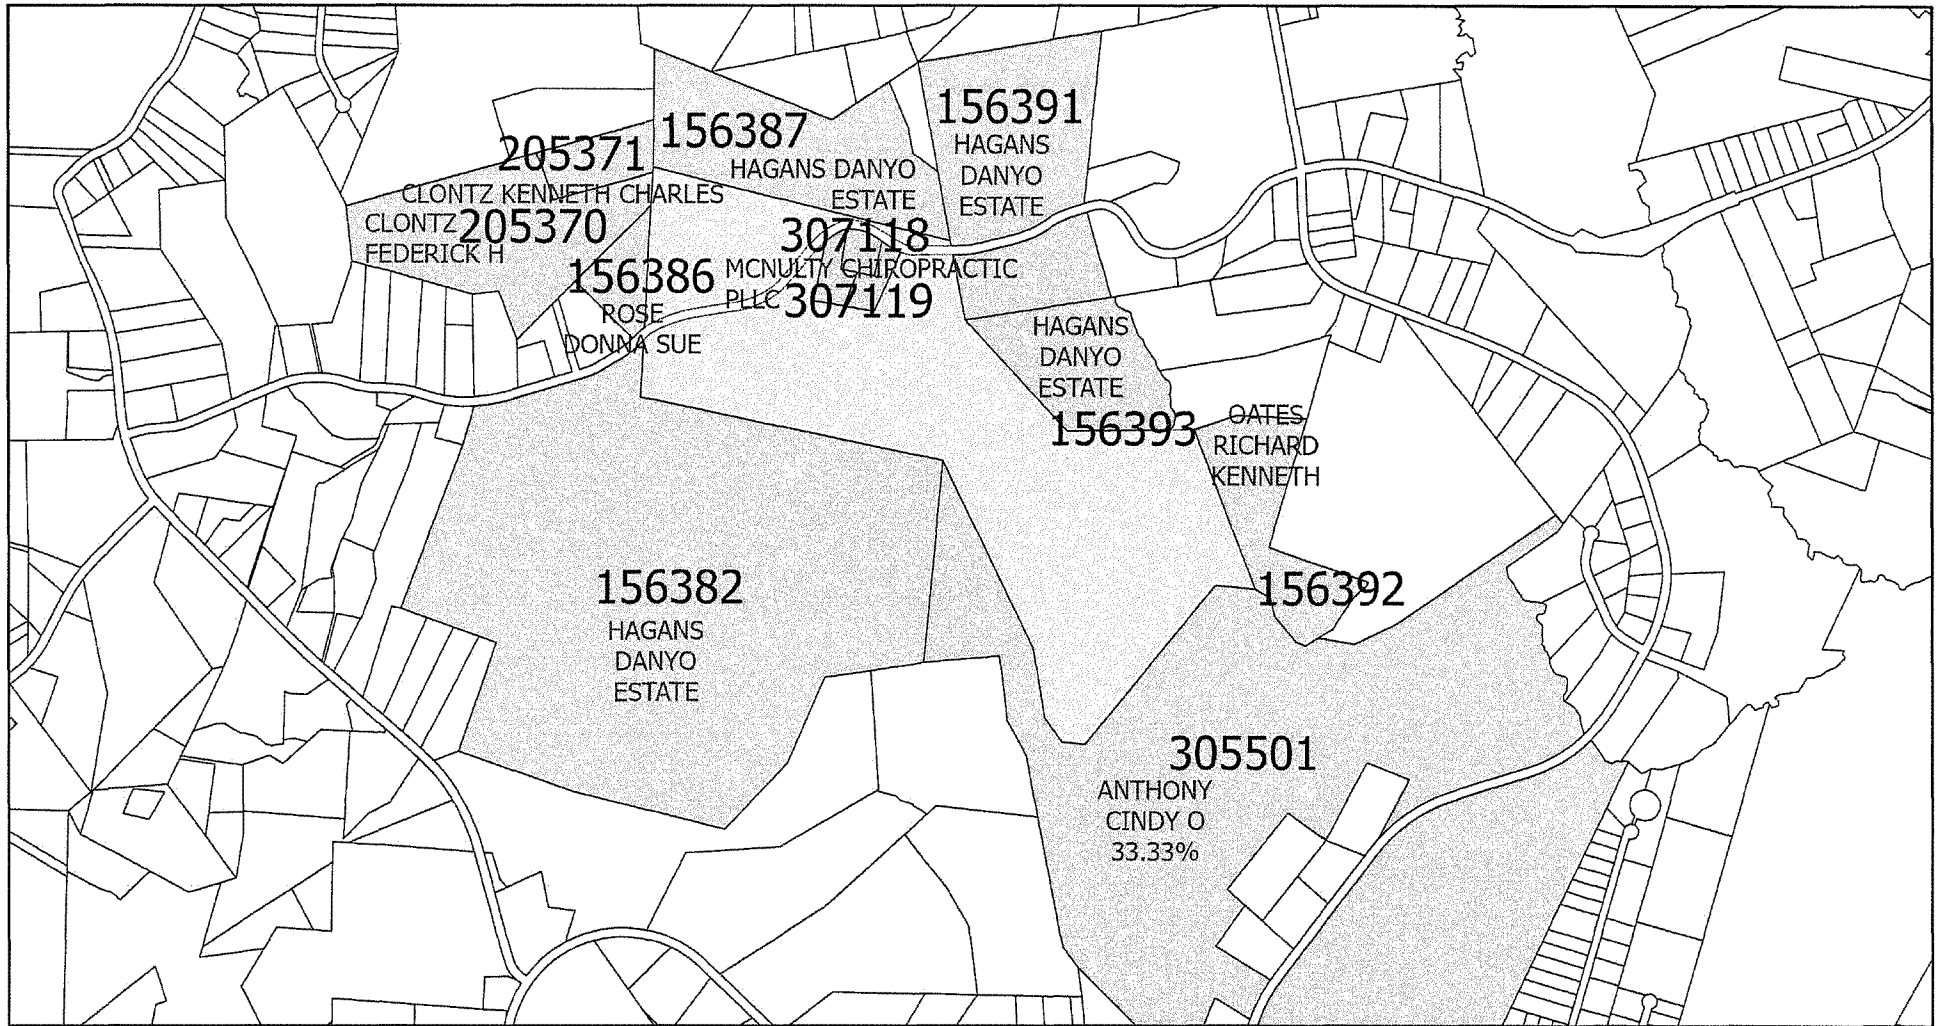 156391
HAGANS
DANYO
ESTATE
156387
HAGANS DANYO
ESTATE
205371
CLONTZ KENNETH CHARLES
CLONTZ 205370
FEDERICK H
307118
156386 MCNULTY CHIROPRACTIC
PLLC 307119
ROSE
DONNA SUE
HAGANS
DANYO
ESTATE
156393
OATES
RICHARD
KENNETH
156392
156382
HAGANS
DANYO
ESTATE
305501
ANTHONY
CINDY O
33.33%